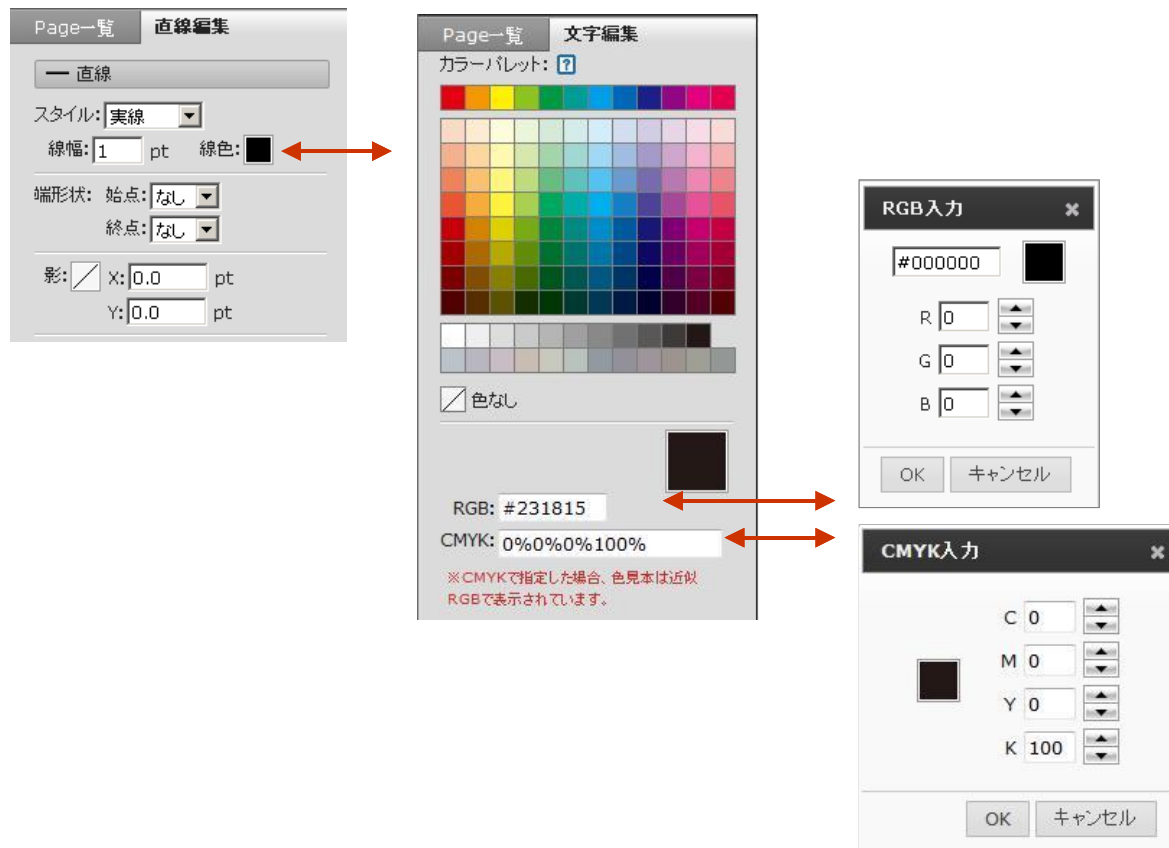 Page一覧 直線編集
直線
スタイル: 実線
線幅: 1 pt 線色:
端形状: 始点: なし
終点: なし
影: X: 0.0 pt
Y: 0.0 pt
Page一覧 文字編集
カラーパレット: ?
色なし
RGB: #231815
CMYK: 0%0%0%100%
※CMYKで指定した場合、色見本は近似
RGBで表示されています。
RGB入力 ×
#000000
R 0
G 0
B 0
OK キャンセル
CMYK入力 ×
C 0
M 0
Y 0
K 100
OK キャンセル